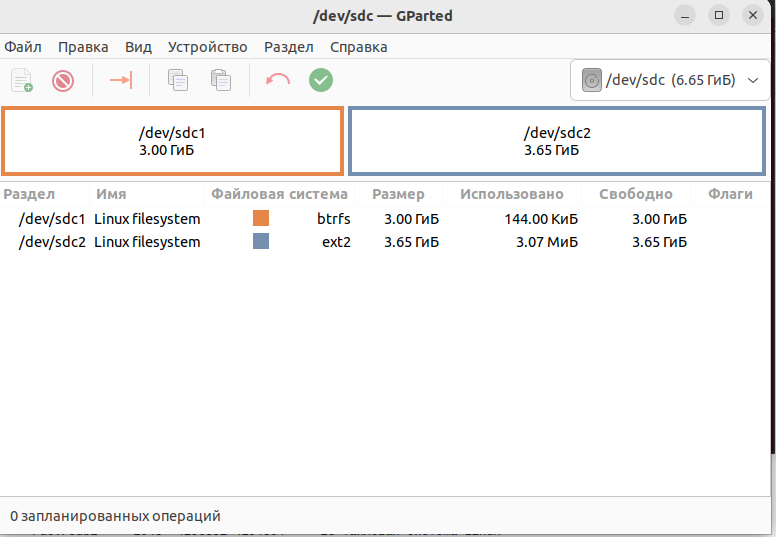 /dev/sdc — GParted
Файл Правка Вид Устройство Раздел Справка
/dev/sdc (6.65 ГиБ)
/dev/sdc1
3.00 ГиБ
/dev/sdc2
3.65 ГиБ
Раздел Имя Файловая система Размер Использовано Свободно Флаги
/dev/sdc1 Linux filesystem btrfs 3.00 ГиБ 144.00 КиБ 3.00 ГиБ
/dev/sdc2 Linux filesystem ext2 3.65 ГиБ 3.07 МиБ 3.65 ГиБ
0 запланированных операций